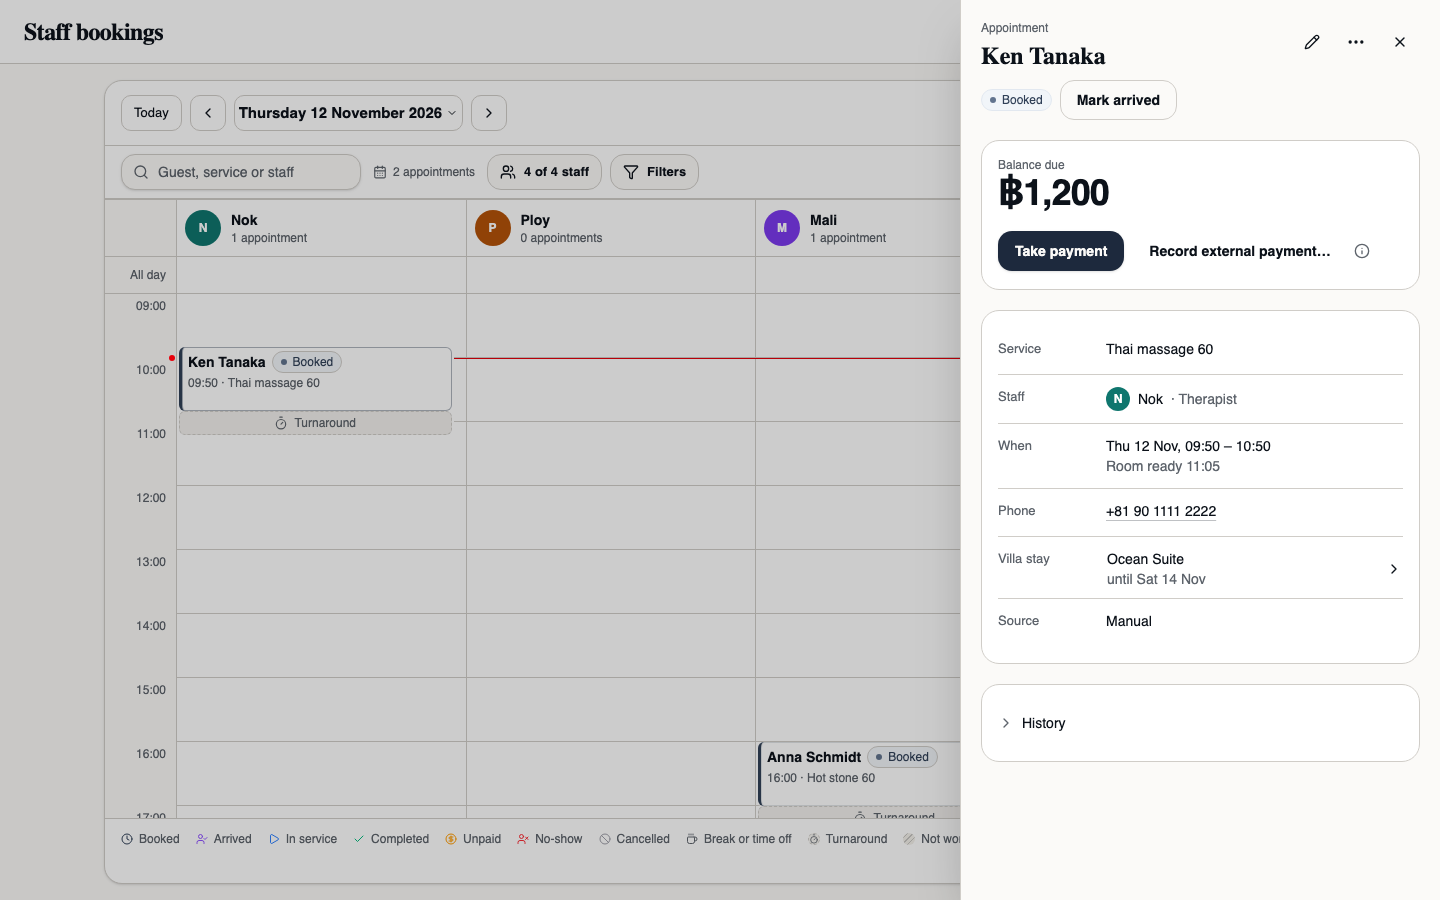 Staff bookings
Today
Thursday 12 November 2026
Guest, service or staff
2 appointments
4 of 4 staff
Filters
N
Nok
1 appointment
P
Ploy
0 appointments
M
Mali
1 appointment
All day
09:00
10:00
11:00
12:00
13:00
14:00
15:00
16:00
17:00
Ken Tanaka
Booked
09:50 · Thai massage 60
Turnaround
Anna Schmidt
Booked
16:00 · Hot stone 60
Turnaround
Booked
Arrived
In service
Completed
Unpaid
No-show
Cancelled
Break or time off
Turnaround
Not wo
Appointment
Ken Tanaka
Booked
Mark arrived
Balance due
฿1,200
Take payment
Record external payment…
Service
Thai massage 60
Staff
N
Nok · Therapist
When
Thu 12 Nov, 09:50 – 10:50
Room ready 11:05
Phone
+81 90 1111 2222
Villa stay
Ocean Suite
until Sat 14 Nov
Source
Manual
History